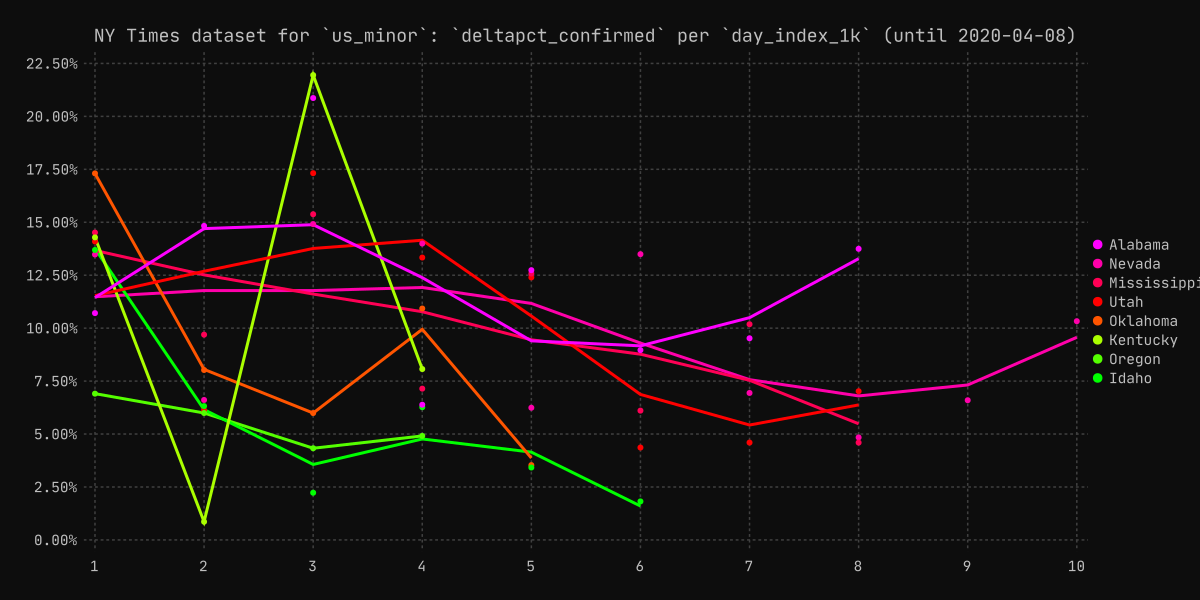 NY Times dataset for `us_minor`: `deltapct_confirmed` per `day_index_1k` (until 2020-04-08)
22.50%
20.00%
17.50%
15.00%
12.50%
10.00%
7.50%
5.00%
2.50%
0.00%
1 2 3 4 5 6 7 8 9 10
Alabama
Nevada
Mississippi
Utah
Oklahoma
Kentucky
Oregon
Idaho